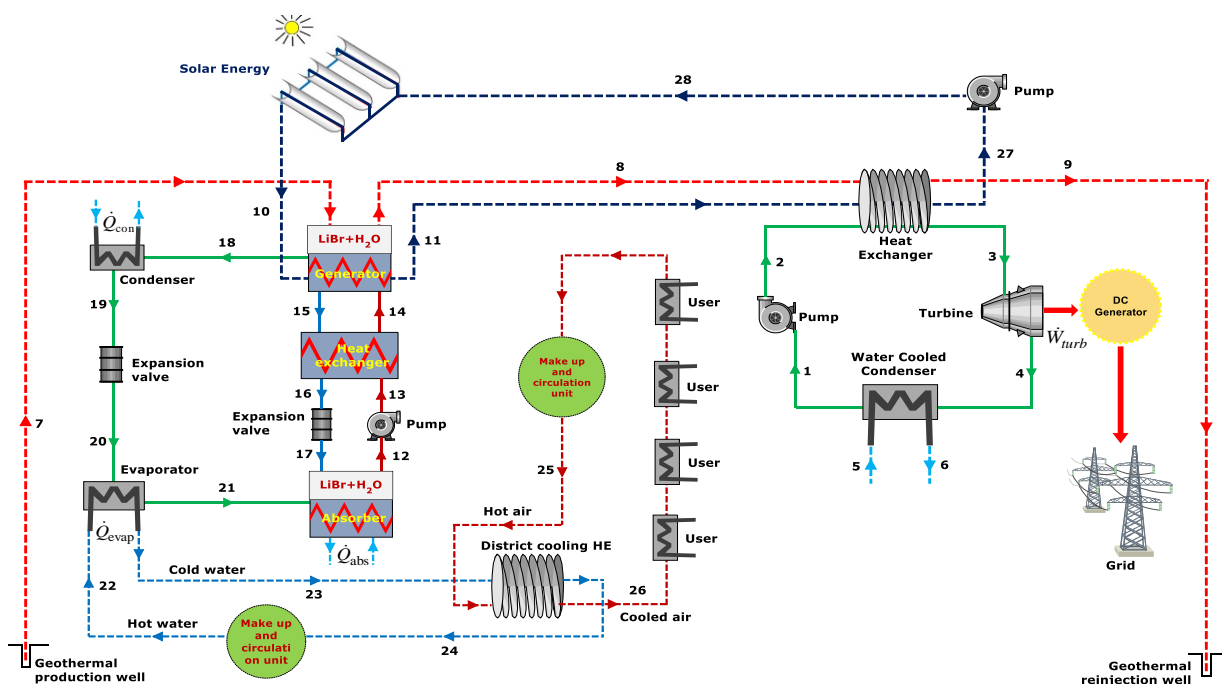 Solar Energy
28
Pump
27
8
9
10
11
Q̇con
18
LiBr+H2O
Generator
Condenser
19
15
14
Heat
exchanger
Expansion
valve
16
13
Expansion
valve
Pump
17
12
7
20
Evaporator
21
LiBr+H2O
Absorber
Q̇evap
Q̇abs
22
Cold water
23
Hot water
Make up
and
circulati
on unit
24
Geothermal
production well
25
Make up
and
circulation
unit
Hot air
District cooling HE
26
Cooled air
User
User
User
User
Heat
Exchanger
2
3
Pump
Turbine
DC
Generator
Ẇturb
Water Cooled
Condenser
1
4
5
6
Grid
Geothermal
reinjection well